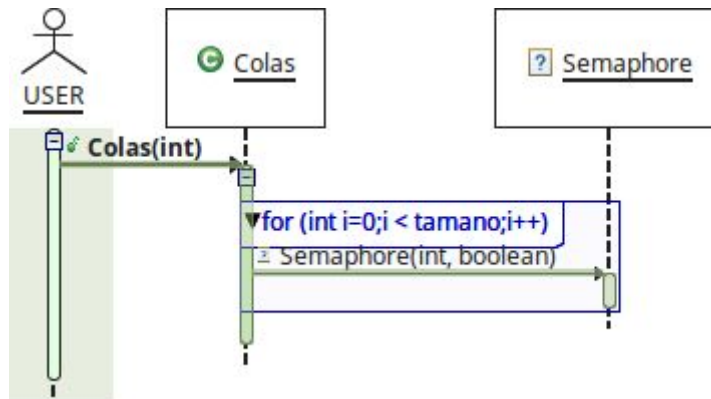 USER
C Colas
? Semaphore
Colas(int)
for (int i=0;i < tamano;i++)
Semaphore(int, boolean)